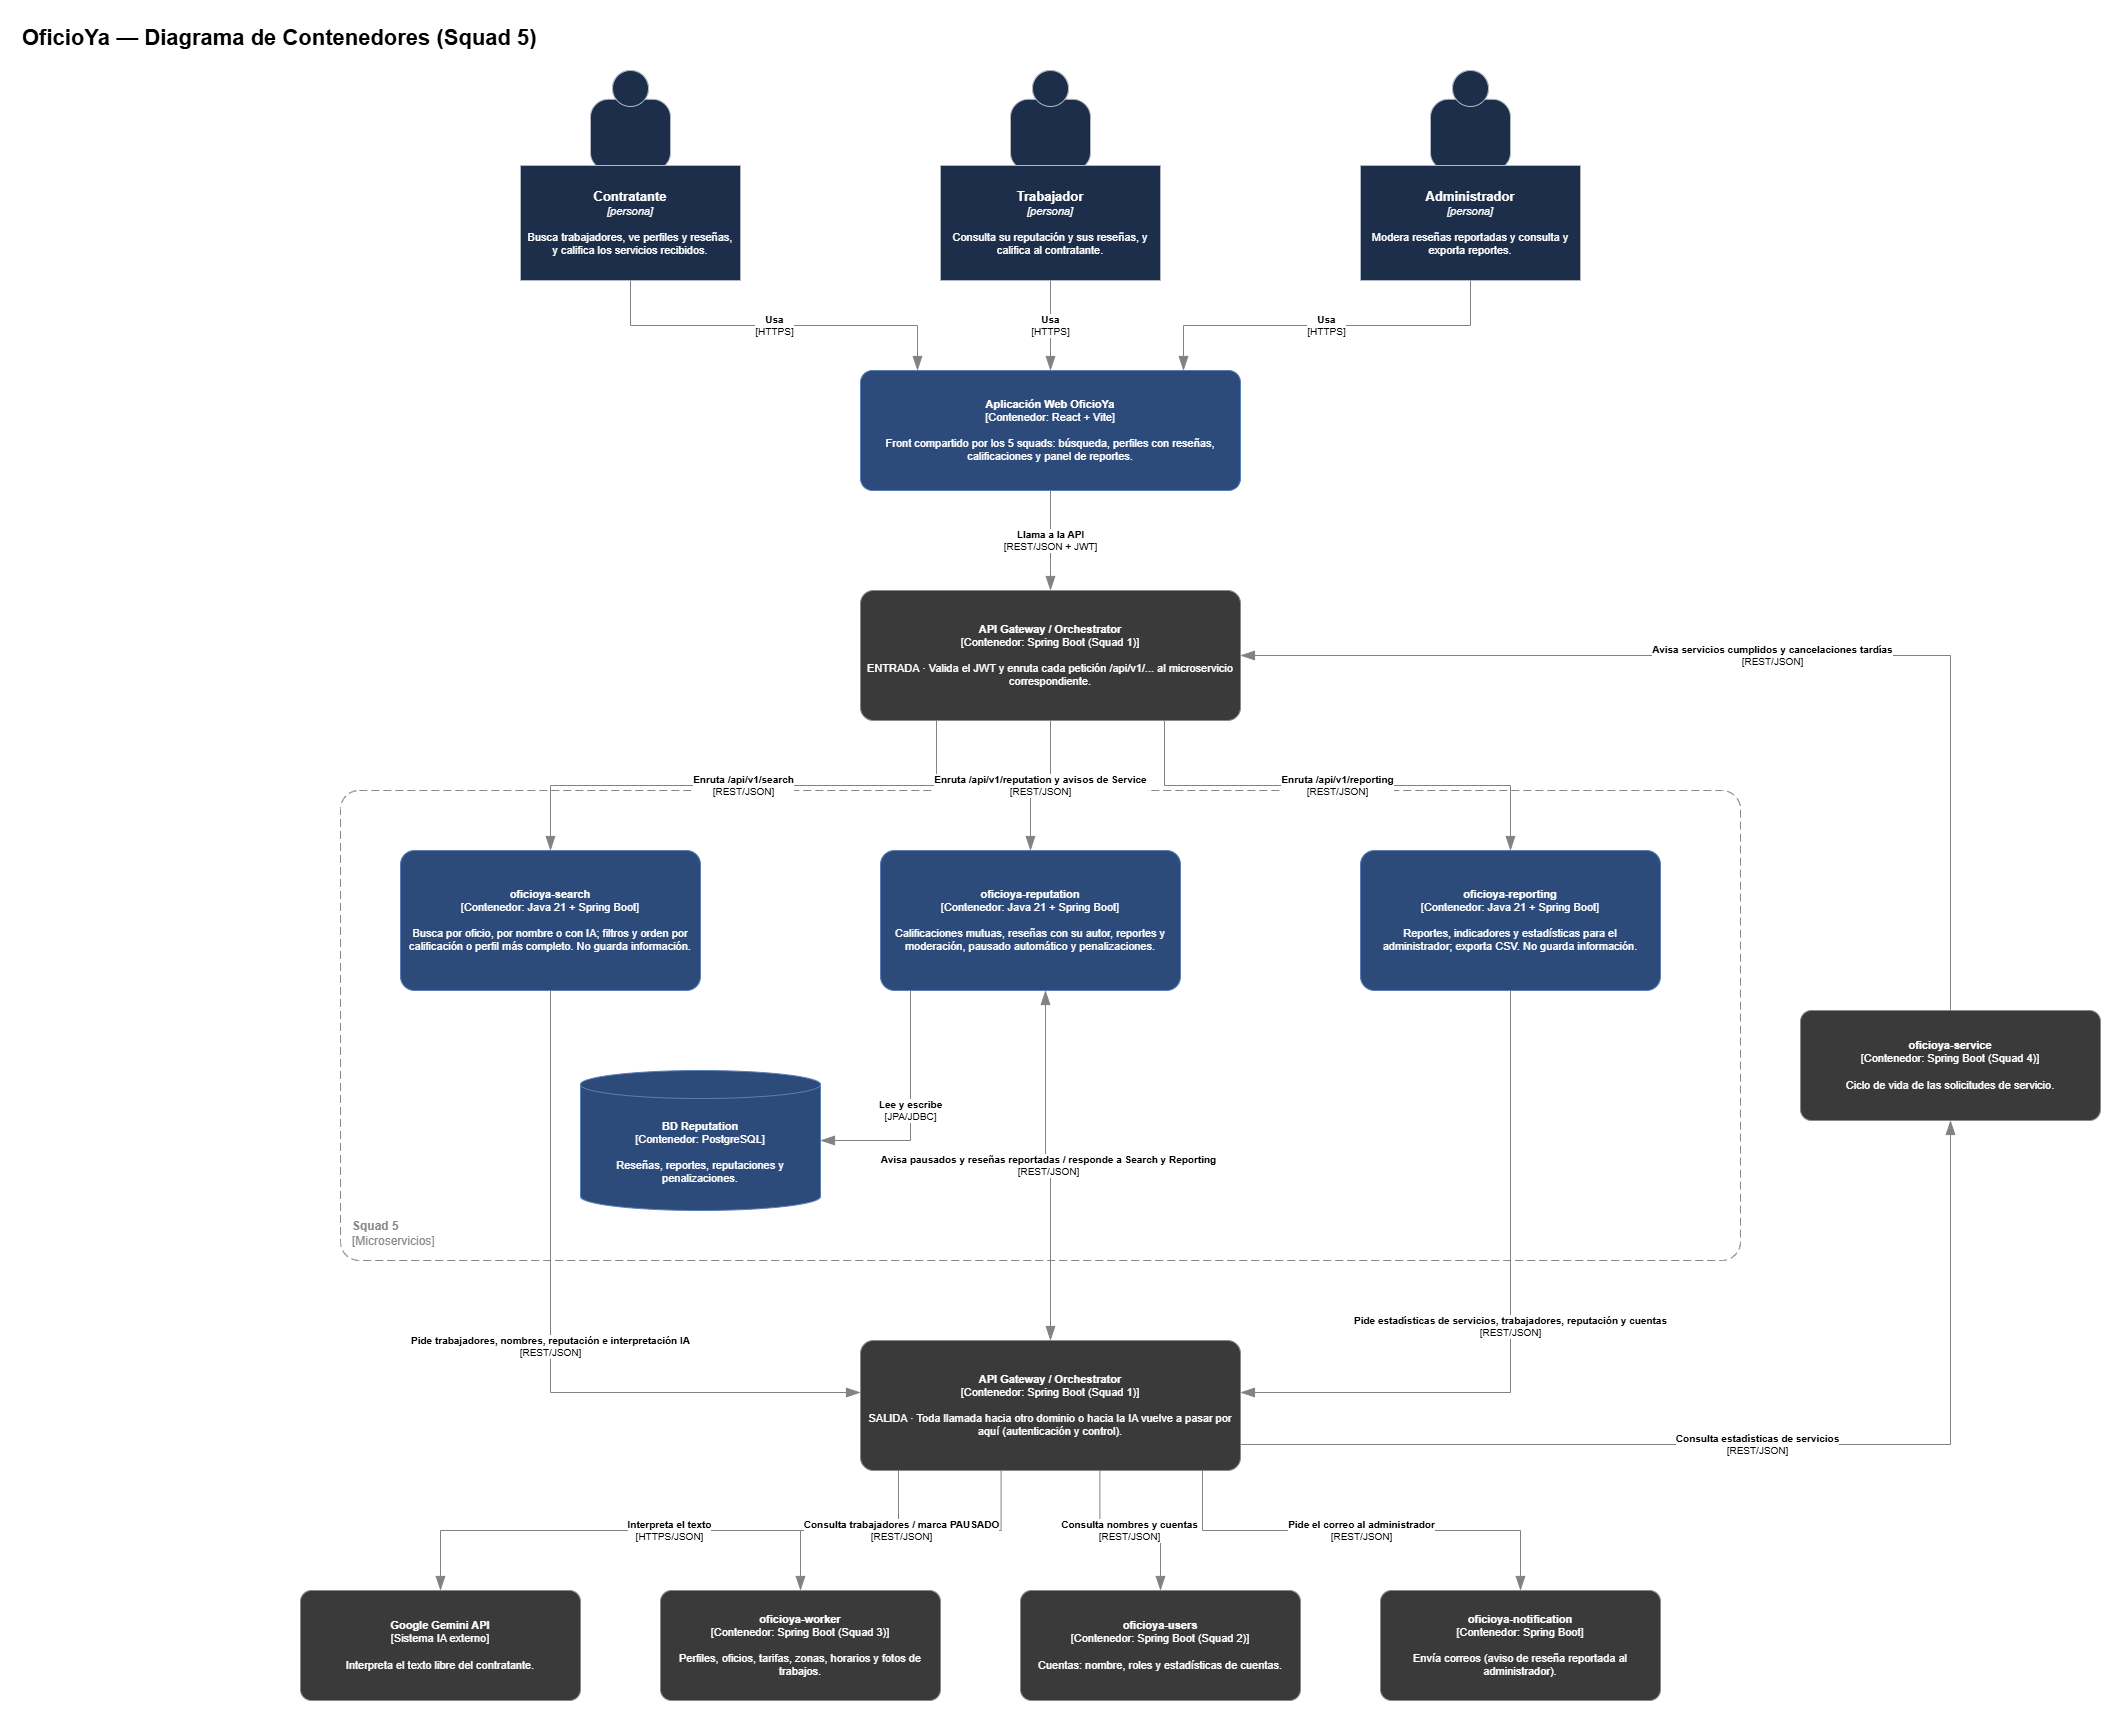 OficioYa — Diagrama de Contenedores (Squad 5)
Contratante
[persona]
Busca trabajadores, ve perfiles y reseñas,
y califica los servicios recibidos.
Trabajador
[persona]
Consulta su reputación y sus reseñas, y
califica al contratante.
Administrador
[persona]
Modera reseñas reportadas y consulta y
exporta reportes.
Usa
[HTTPS]
Usa
[HTTPS]
Usa
[HTTPS]
Aplicación Web OficioYa
[Contenedor: React + Vite]
Front compartido por los 5 squads: búsqueda, perfiles con reseñas,
calificaciones y panel de reportes.
Llama a la API
[REST/JSON + JWT]
API Gateway / Orchestrator
[Contenedor: Spring Boot (Squad 1)]
ENTRADA · Valida el JWT y enruta cada petición /api/v1/... al microservicio
correspondiente.
Avisa servicios cumplidos y cancelaciones tardías
[REST/JSON]
Enruta /api/v1/search
[REST/JSON]
Enruta /api/v1/reputation y avisos de Service
[REST/JSON]
Enruta /api/v1/reporting
[REST/JSON]
oficioya-search
[Contenedor: Java 21 + Spring Boot]
Busca por oficio, por nombre o con IA; filtros y orden por
calificación o perfil más completo. No guarda información.
oficioya-reputation
[Contenedor: Java 21 + Spring Boot]
Calificaciones mutuas, reseñas con su autor, reportes y
moderación, pausado automático y penalizaciones.
oficioya-reporting
[Contenedor: Java 21 + Spring Boot]
Reportes, indicadores y estadísticas para el
administrador; exporta CSV. No guarda información.
oficioya-service
[Contenedor: Spring Boot (Squad 4)]
Ciclo de vida de las solicitudes de servicio.
Lee y escribe
[JPA/JDBC]
BD Reputation
[Contenedor: PostgreSQL]
Reseñas, reportes, reputaciones y
penalizaciones.
Avisa pausados y reseñas reportadas / responde a Search y Reporting
[REST/JSON]
Squad 5
[Microservicios]
Pide trabajadores, nombres, reputación e interpretación IA
[REST/JSON]
Pide estadísticas de servicios, trabajadores, reputación y cuentas
[REST/JSON]
API Gateway / Orchestrator
[Contenedor: Spring Boot (Squad 1)]
SALIDA · Toda llamada hacia otro dominio o hacia la IA vuelve a pasar por
aquí (autenticación y control).
Consulta estadísticas de servicios
[REST/JSON]
Interpreta el texto
[HTTPS/JSON]
Consulta trabajadores / marca PAUSADO
[REST/JSON]
Consulta nombres y cuentas
[REST/JSON]
Pide el correo al administrador
[REST/JSON]
Google Gemini API
[Sistema IA externo]
Interpreta el texto libre del contratante.
oficioya-worker
[Contenedor: Spring Boot (Squad 3)]
Perfiles, oficios, tarifas, zonas, horarios y fotos de
trabajos.
oficioya-users
[Contenedor: Spring Boot (Squad 2)]
Cuentas: nombre, roles y estadísticas de cuentas.
oficioya-notification
[Contenedor: Spring Boot]
Envía correos (aviso de reseña reportada al
administrador).